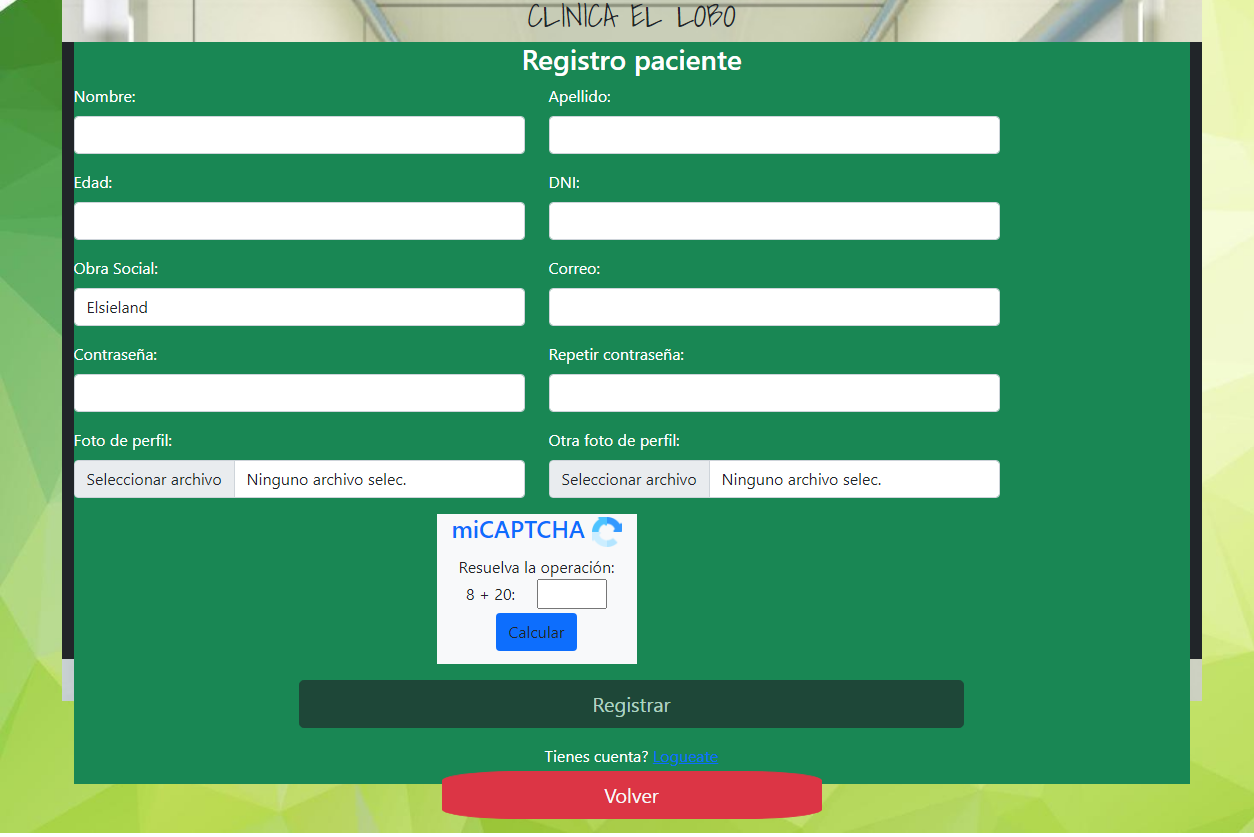 CLINICA EL LOBO
Registro paciente
Nombre:
Apellido:
Edad:
DNI:
Obra Social:
Correo:
Elsieland
Contraseña:
Repetir contraseña:
Foto de perfil:
Otra foto de perfil:
Seleccionar archivo Ninguno archivo selec.
Seleccionar archivo Ninguno archivo selec.
miCAPTCHA
Resuelva la operación:
8 + 20:
Calcular
Registrar
Tienes cuenta? Logueate
Volver